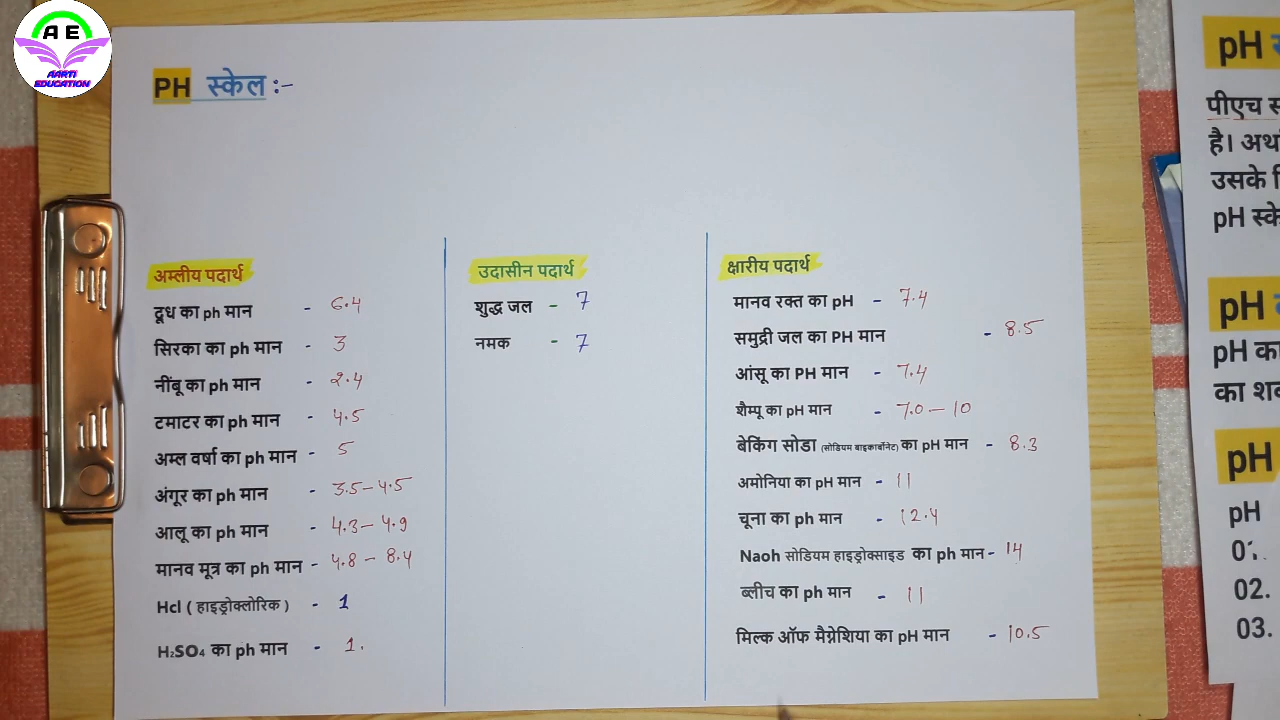 A E
AARTI
EDUCATION
PH स्केल :-
अम्लीय पदार्थ
दूध का ph मान - 6.4
सिरका का ph मान - 3
नींबू का ph मान - 2.4
टमाटर का ph मान - 4.5
अम्ल वर्षा का ph मान - 5
अंगूर का ph मान - 3.5-4.5
आलू का ph मान - 4.3-4.9
मानव मूत्र का ph मान - 4.8 - 8.4
Hcl ( हाइड्रोक्लोरिक ) - 1
H₂SO₄ का ph मान - 1.
उदासीन पदार्थ
शुद्ध जल - 7
नमक - 7
क्षारीय पदार्थ
मानव रक्त का pH - 7.4
समुद्री जल का PH मान - 8.5
आंसू का PH मान - 7.4
शैम्पू का pH मान - 7.0-10
बेकिंग सोडा (सोडियम बाइकार्बोनेट) का pH मान - 8.3
अमोनिया का pH मान - 11
चूना का ph मान - 12.4
Naoh सोडियम हाइड्रोक्साइड का ph मान- 14
ब्लीच का ph मान - 11
मिल्क ऑफ मैग्नेशिया का pH मान - 10.5
pH
पीएच
है। अथ
उसके
pH स्के
pH
pH का
का शब
pH
pH
02.
03.